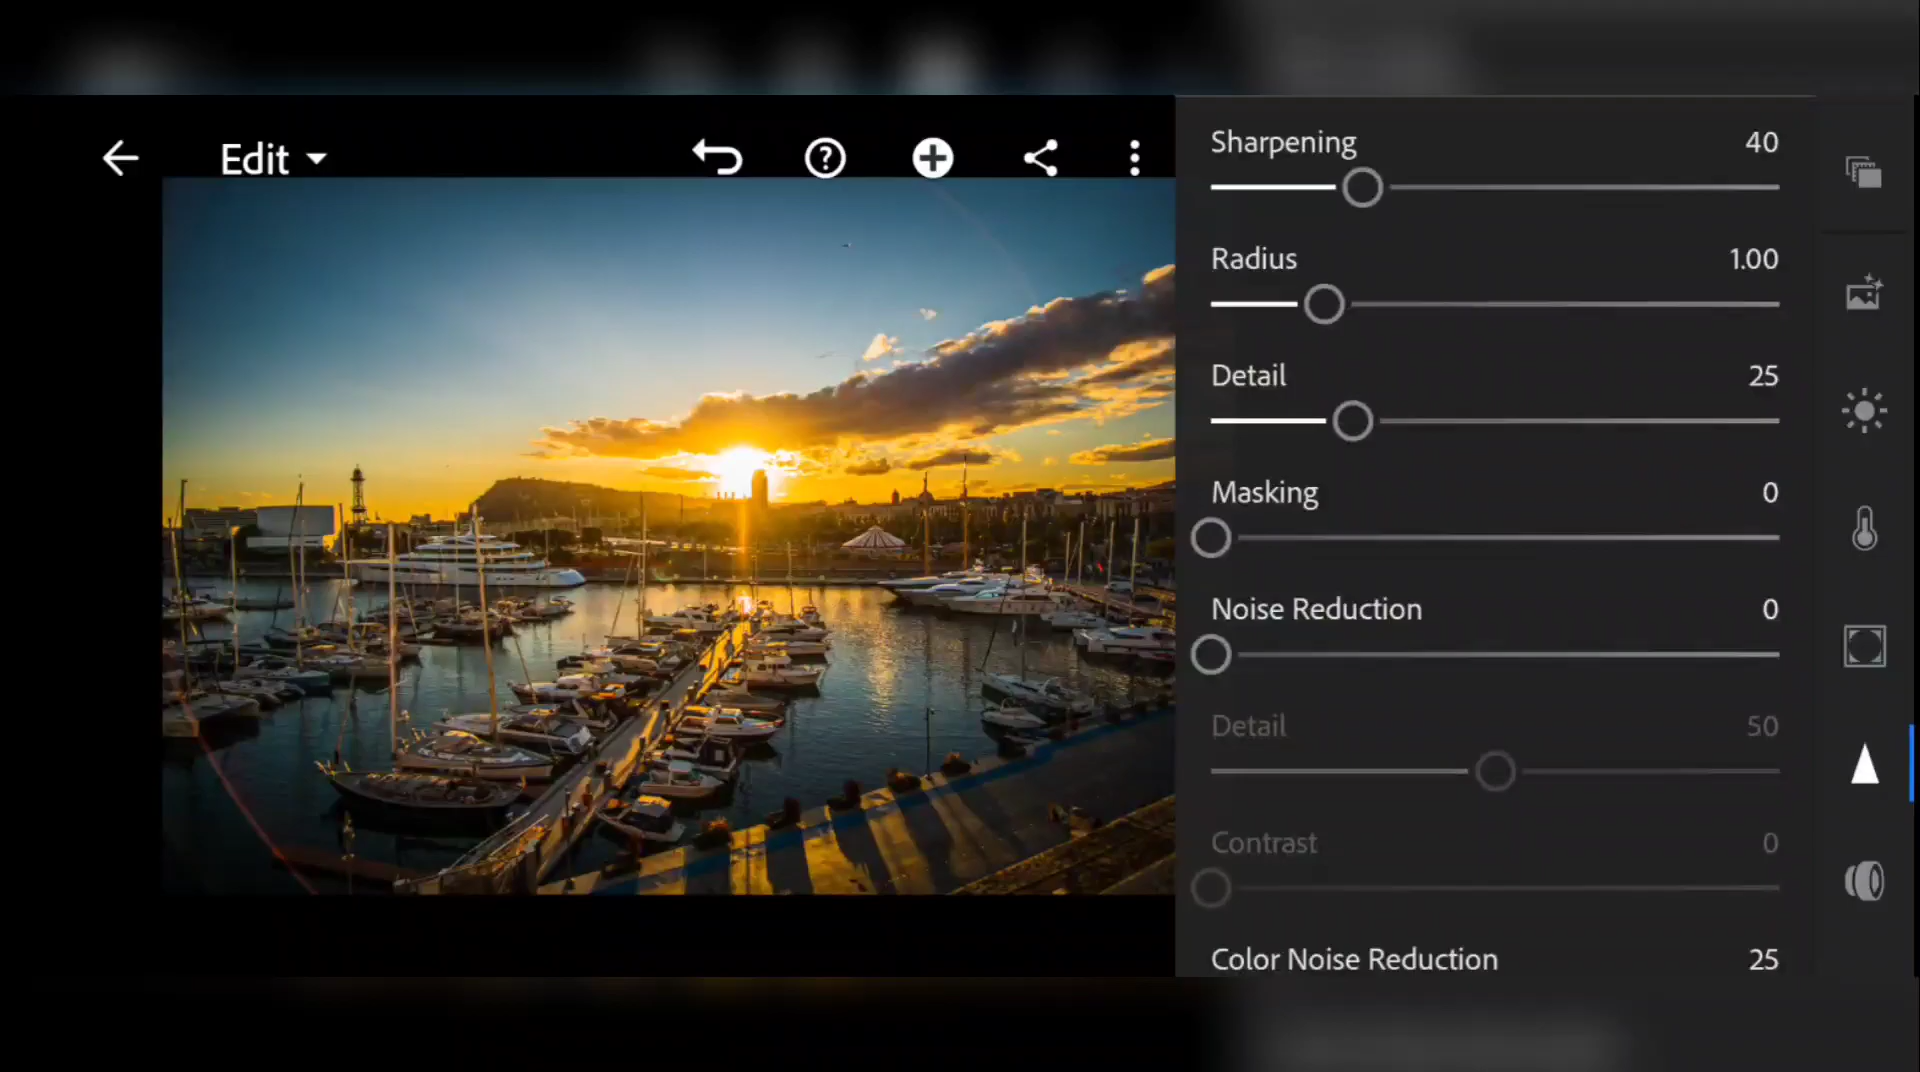 Edit
Sharpening 40
Radius 1.00
Detail 25
Masking 0
Noise Reduction 0
Detail 50
Contrast 0
Color Noise Reduction 25